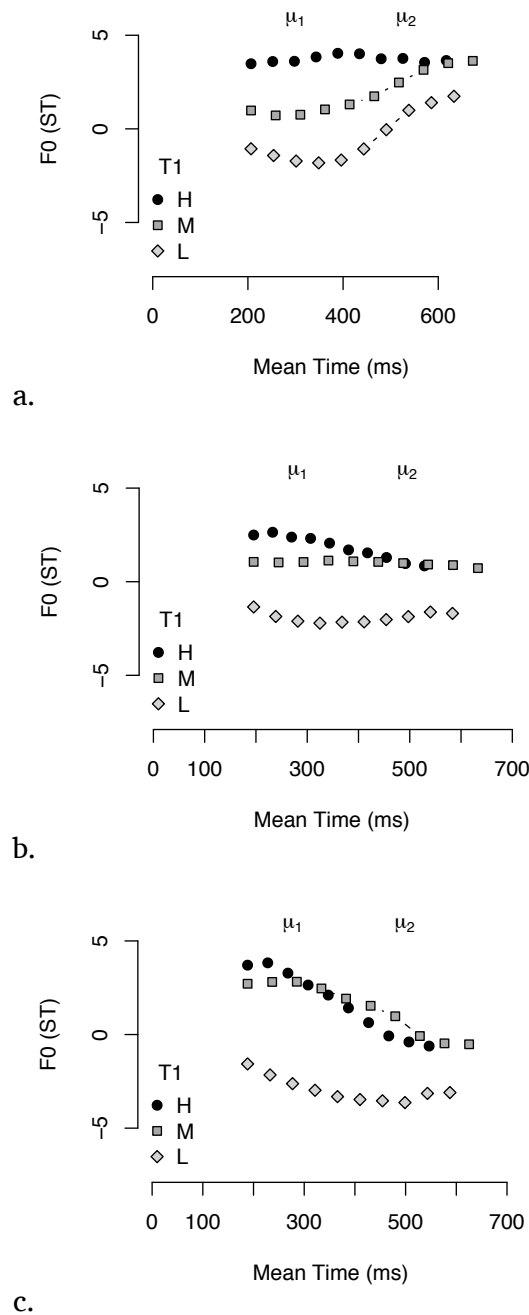 μ1 μ2
5
0
−5
F0 (ST)
T1
H
M
L
0 200 400 600
Mean Time (ms)
a.
μ1 μ2
5
0
−5
F0 (ST)
T1
H
M
L
0 100 300 500 700
Mean Time (ms)
b.
μ1 μ2
5
0
−5
F0 (ST)
T1
H
M
L
0 100 300 500 700
Mean Time (ms)
c.